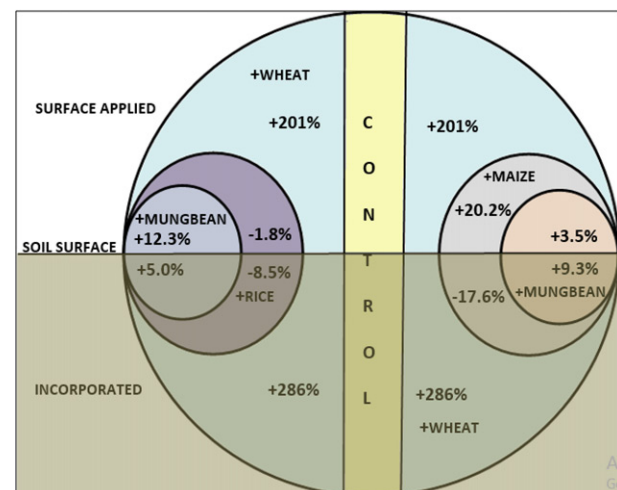 +WHEAT
SURFACE APPLIED
+201%
C
+201%
O
+MAIZE
+20.2%
+MUNGBEAN
+12.3%
-1.8%
N
+3.5%
SOIL SURFACE
+5.0%
-8.5%
+RICE
T
+9.3%
-17.6%
+MUNGBEAN
R
O
INCORPORATED
+286%
L
+286%
+WHEAT